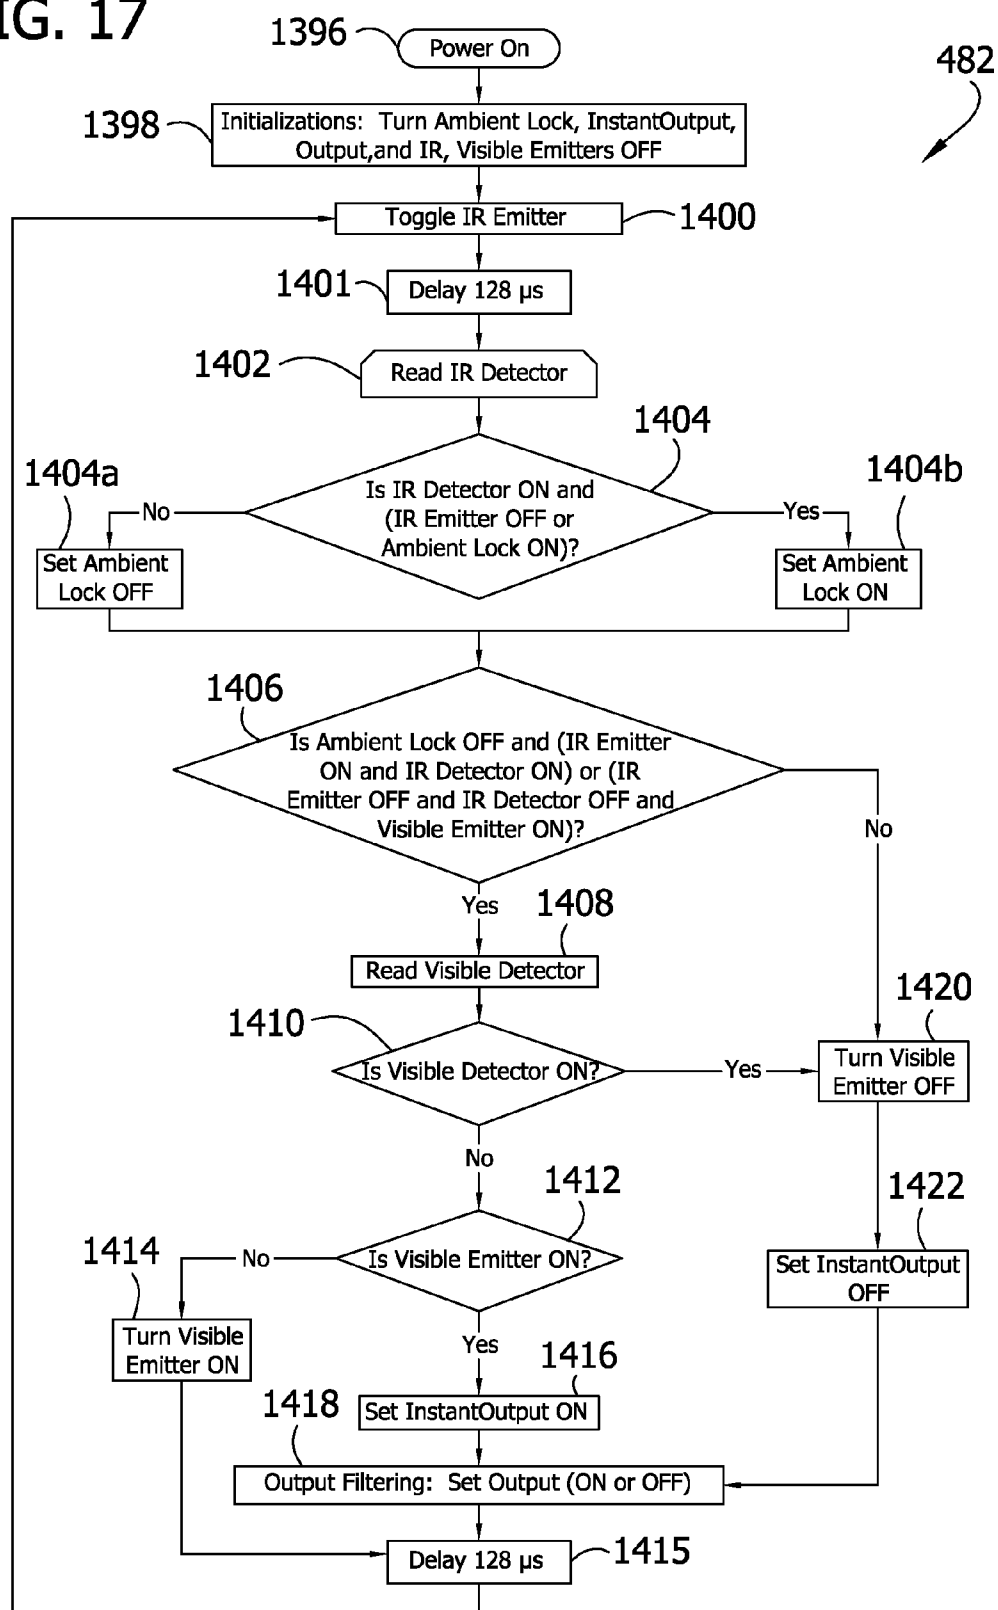 IG. 17
1396
Power On
482
1398
Initializations: Turn Ambient Lock, InstantOutput,
Output,and IR, Visible Emitters OFF
Toggle IR Emitter
1400
1401
Delay 128 µs
1402
Read IR Detector
1404
1404a
1404b
Is IR Detector ON and
(IR Emitter OFF or
Ambient Lock ON)?
No
Yes
Set Ambient
Lock OFF
Set Ambient
Lock ON
1406
Is Ambient Lock OFF and (IR Emitter
ON and IR Detector ON) or (IR
Emitter OFF and IR Detector OFF and
Visible Emitter ON)?
No
Yes
1408
Read Visible Detector
1410
1420
Is Visible Detector ON?
Yes
Turn Visible
Emitter OFF
No
1412
1422
1414
No
Is Visible Emitter ON?
Set InstantOutput
OFF
Turn Visible
Emitter ON
Yes
1416
Set InstantOutput ON
1418
Output Filtering: Set Output (ON or OFF)
Delay 128 µs
1415